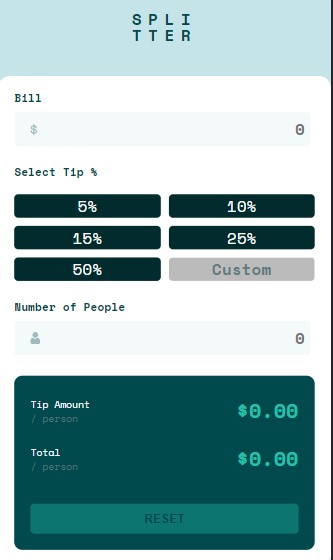 SPLI
TTER
Bill
$ 0
Select Tip %
5% 10%
15% 25%
50% Custom
Number of People
0
Tip Amount
/ person
$0.00
Total
/ person
$0.00
RESET